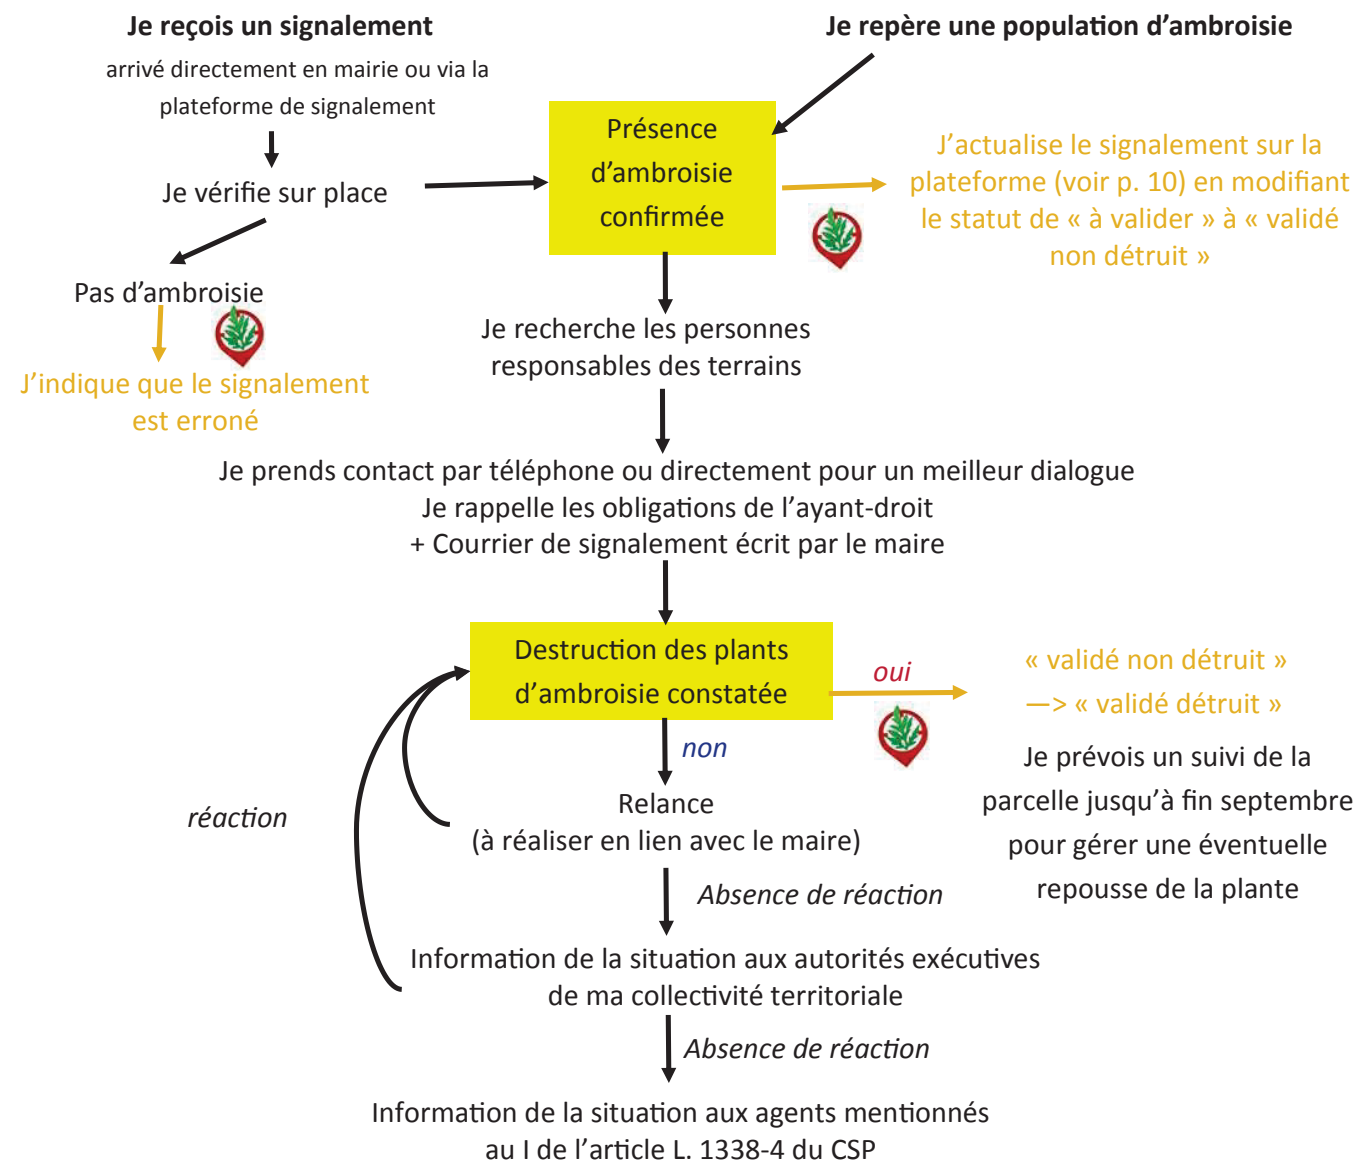 Je reçois un signalement
arrivé directement en mairie ou via la
plateforme de signalement
Je vérifie sur place
Pas d’ambroisie
J’indique que le signalement
est erroné
Je repère une population d’ambroisie
Présence
d’ambroisie
confirmée
J’actualise le signalement sur la
plateforme (voir p. 10) en modifiant
le statut de « à valider » à « validé
non détruit »
Je recherche les personnes
responsables des terrains
Je prends contact par téléphone ou directement pour un meilleur dialogue
Je rappelle les obligations de l’ayant-droit
+ Courrier de signalement écrit par le maire
Destruction des plants
d’ambroisie constatée
oui
« validé non détruit »
—> « validé détruit »
Je prévois un suivi de la
parcelle jusqu’à fin septembre
pour gérer une éventuelle
repousse de la plante
non
Relance
(à réaliser en lien avec le maire)
réaction
Absence de réaction
Information de la situation aux autorités exécutives
de ma collectivité territoriale
Absence de réaction
Information de la situation aux agents mentionnés
au I de l’article L. 1338-4 du CSP